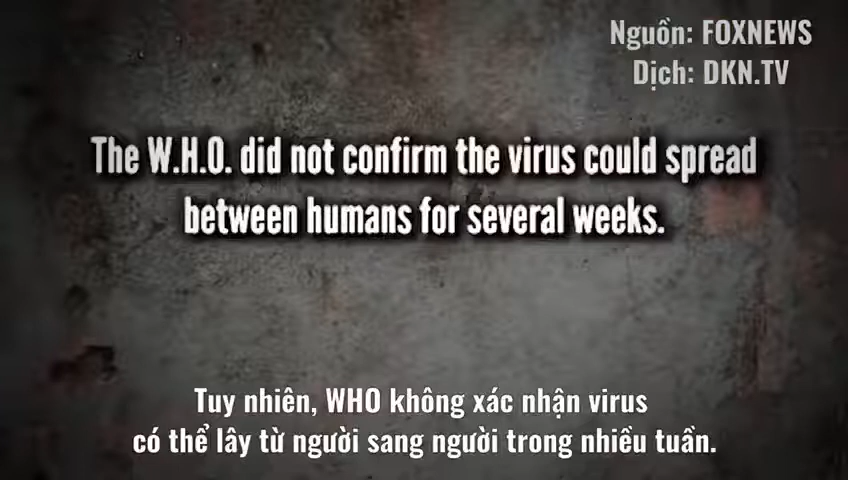 Nguồn: FOXNEWS
Dịch: DKN.TV
The W.H.O. did not confirm the virus could spread
between humans for several weeks.
Tuy nhiên, WHO không xác nhận virus
có thể lây từ người sang người trong nhiều tuần.